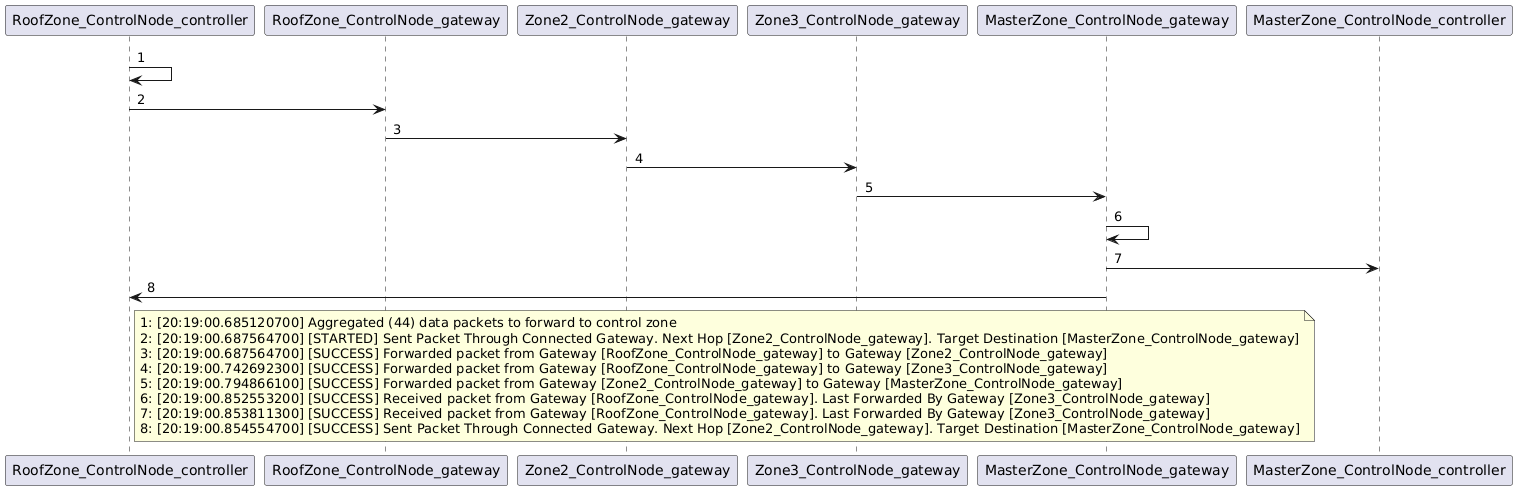 RoofZone_ControlNode_controller RoofZone_ControlNode_gateway Zone2_ControlNode_gateway Zone3_ControlNode_gateway MasterZone_ControlNode_gateway MasterZone_ControlNode_controller
1
2
3
4
5
6
7
8
1: [20:19:00.685120700] Aggregated (44) data packets to forward to control zone
2: [20:19:00.687564700] [STARTED] Sent Packet Through Connected Gateway. Next Hop [Zone2_ControlNode_gateway]. Target Destination [MasterZone_ControlNode_gateway]
3: [20:19:00.687564700] [SUCCESS] Forwarded packet from Gateway [RoofZone_ControlNode_gateway] to Gateway [Zone2_ControlNode_gateway]
4: [20:19:00.742692300] [SUCCESS] Forwarded packet from Gateway [RoofZone_ControlNode_gateway] to Gateway [Zone3_ControlNode_gateway]
5: [20:19:00.794866100] [SUCCESS] Forwarded packet from Gateway [Zone2_ControlNode_gateway] to Gateway [MasterZone_ControlNode_gateway]
6: [20:19:00.852553200] [SUCCESS] Received packet from Gateway [RoofZone_ControlNode_gateway]. Last Forwarded By Gateway [Zone3_ControlNode_gateway]
7: [20:19:00.853811300] [SUCCESS] Received packet from Gateway [RoofZone_ControlNode_gateway]. Last Forwarded By Gateway [Zone3_ControlNode_gateway]
8: [20:19:00.854554700] [SUCCESS] Sent Packet Through Connected Gateway. Next Hop [Zone2_ControlNode_gateway]. Target Destination [MasterZone_ControlNode_gateway]
RoofZone_ControlNode_controller RoofZone_ControlNode_gateway Zone2_ControlNode_gateway Zone3_ControlNode_gateway MasterZone_ControlNode_gateway MasterZone_ControlNode_controller